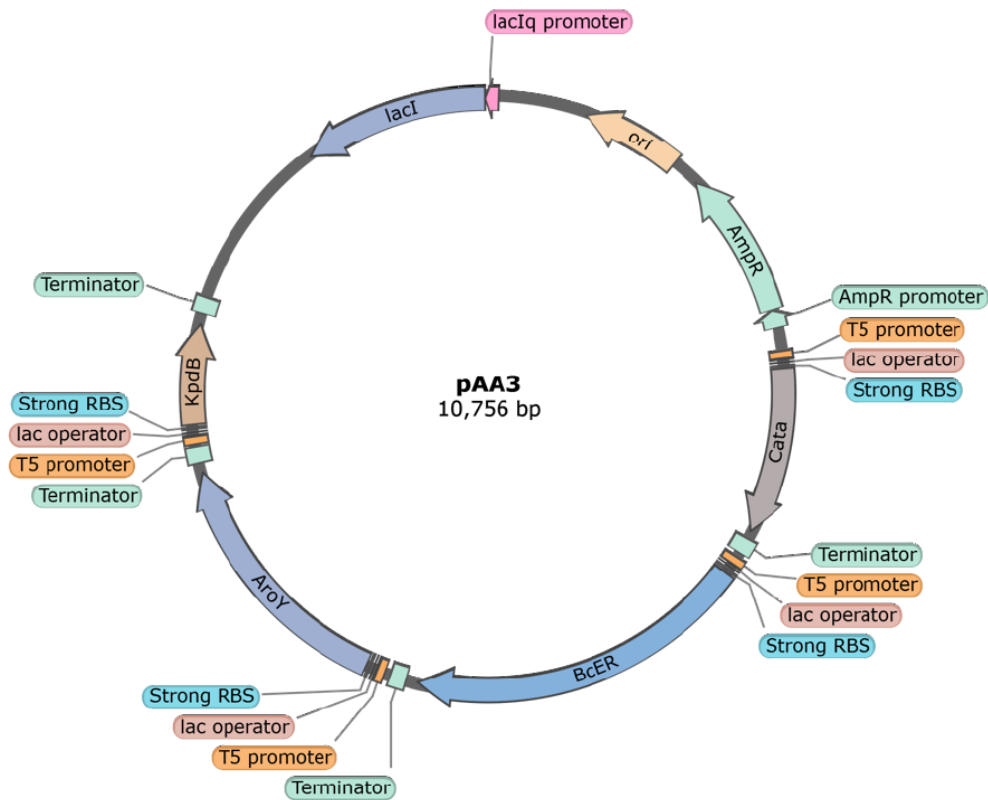 lacIq promoter
lacI
ori
AmpR
AmpR promoter
T5 promoter
lac operator
Strong RBS
Cata
Terminator
T5 promoter
lac operator
Strong RBS
BcER
Terminator
T5 promoter
lac operator
Strong RBS
AroY
Terminator
T5 promoter
lac operator
Strong RBS
KpdB
Terminator
pAA3
10,756 bp